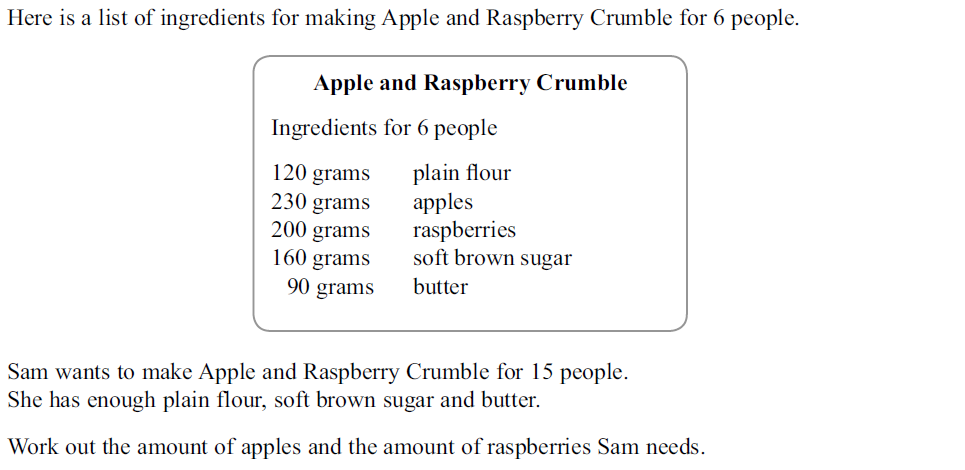 Here is a list of ingredients for making Apple and Raspberry Crumble for 6 people.
Apple and Raspberry Crumble
Ingredients for 6 people
120 grams plain flour
230 grams apples
200 grams raspberries
160 grams soft brown sugar
90 grams butter
Sam wants to make Apple and Raspberry Crumble for 15 people.
She has enough plain flour, soft brown sugar and butter.
Work out the amount of apples and the amount of raspberries Sam needs.